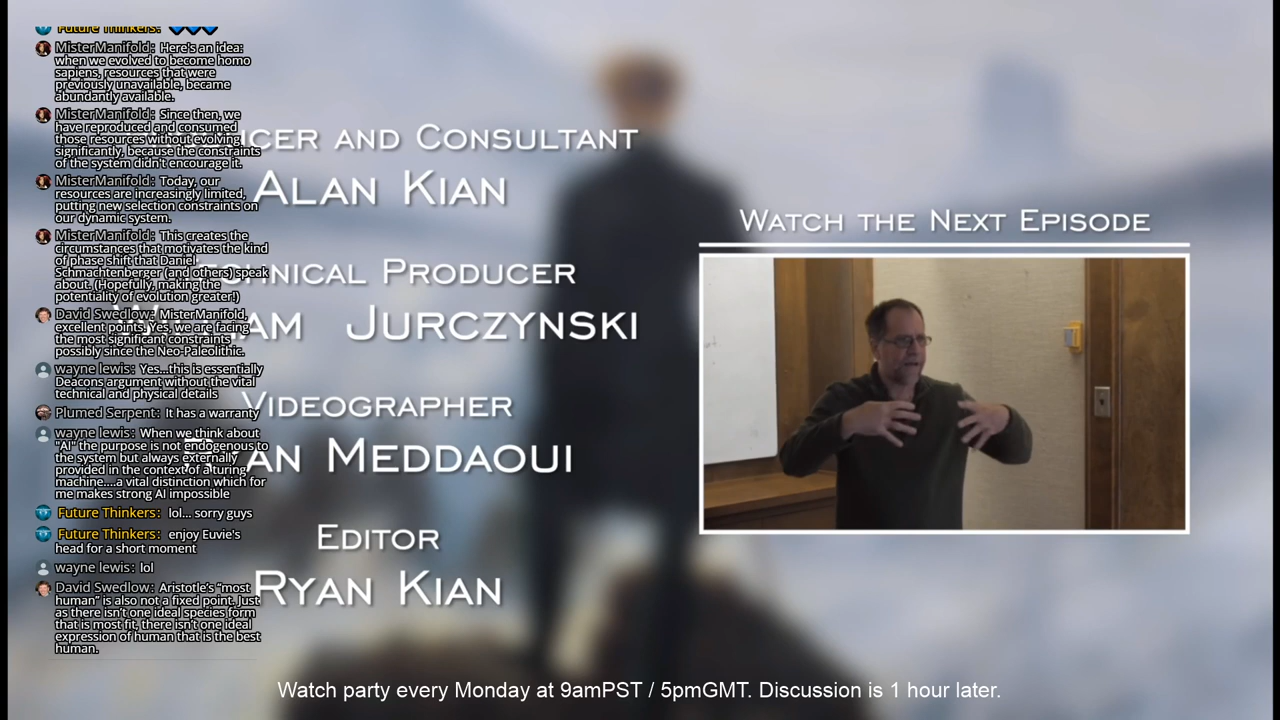 Future Thinkers: 💙💙💙
MisterManifold: Here's an idea:
when we evolved to become homo
sapiens, resources that were
previously unavailable, became
abundantly available.
MisterManifold: Since then, we
have reproduced and consumed
those resources without evolving
significantly, because the constraints
of the system didn't encourage it.
MisterManifold: Today, our
resources are increasingly limited,
putting new selection constraints on
our dynamic system.
MisterManifold: This creates the
circumstances that motivates the kind
of phase shift that Daniel
Schmachtenberger (and others) speak
about. (Hopefully, making the
potentiality of evolution greater!)
David Swedlow: MisterManifold,
excellent points. Yes, we are facing
the most significant constraints
possibly since the Neo-Paleolithic.
wayne lewis: Yes...this is essentially
Deacons argument without the vital
technical and physical details
Plumed Serpent: It has a warranty
wayne lewis: When we think about
"AI" the purpose is not endogenous to
the system but always externally
provided in the context of a turing
machine....a vital distinction which for
me makes strong AI impossible
Future Thinkers: lol... sorry guys
Future Thinkers: enjoy Euvie's
head for a short moment
wayne lewis: lol
David Swedlow: Aristotle's "most
human" is also not a fixed point. Just
as there isn't one ideal species form
that is most fit, there isn't one ideal
expression of human that is the best
human.
AND CONSULTANT
ALAN KIAN
PRODUCER
JURCZYNSKI
VIDEOGRAPHER
MEDDAOUI
EDITOR
RYAN KIAN
WATCH THE NEXT EPISODE
Watch party every Monday at 9amPST / 5pmGMT. Discussion is 1 hour later.